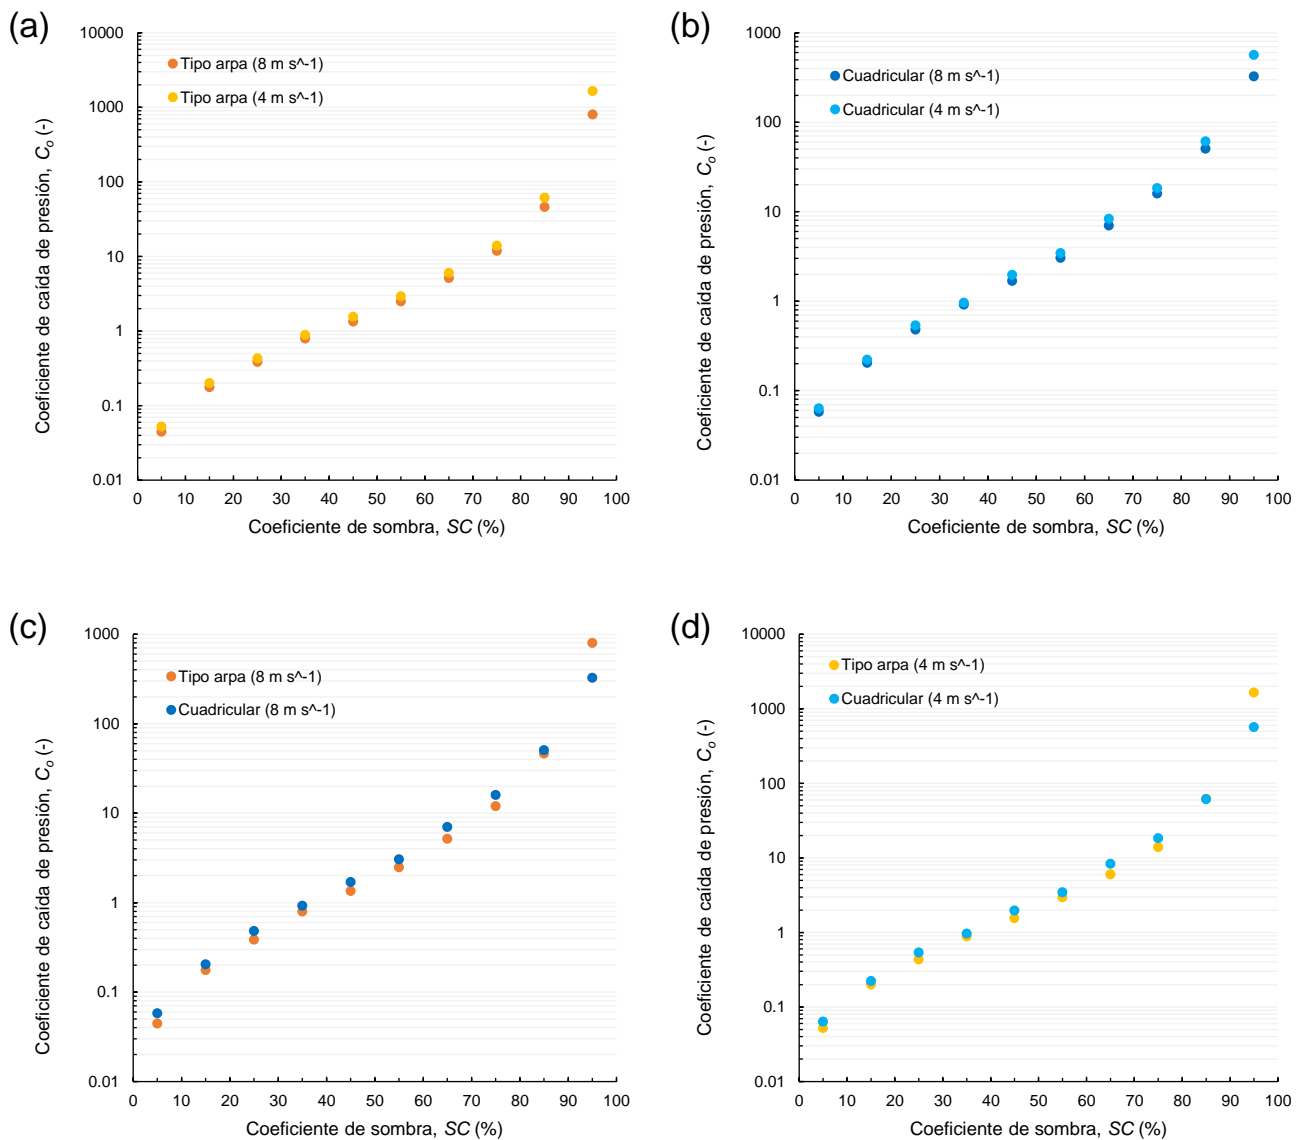 (a)
10000
1000
100
10
1
0.1
0.01
Coeficiente de caída de presión, Co (-)
Tipo arpa (8 m s^-1)
Tipo arpa (4 m s^-1)
0 10 20 30 40 50 60 70 80 90 100
Coeficiente de sombra, SC (%)
(b)
1000
100
10
1
0.1
0.01
Coeficiente de caída de presión, Co (-)
Cuadricular (8 m s^-1)
Cuadricular (4 m s^-1)
0 10 20 30 40 50 60 70 80 90 100
Coeficiente de sombra, SC (%)
(c)
1000
100
10
1
0.1
0.01
Coeficiente de caída de presión, Co (-)
Tipo arpa (8 m s^-1)
Cuadricular (8 m s^-1)
0 10 20 30 40 50 60 70 80 90 100
Coeficiente de sombra, SC (%)
(d)
10000
1000
100
10
1
0.1
0.01
Coeficiente de caída de presión, Co (-)
Tipo arpa (4 m s^-1)
Cuadricular (4 m s^-1)
0 10 20 30 40 50 60 70 80 90 100
Coeficiente de sombra, SC (%)